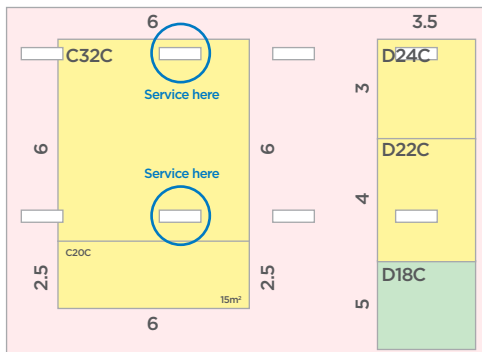 6
3.5
C32C
D24C
Service here
3
6
6
D22C
Service here
4
C20C
D18C
2.5
2.5
15m²
5
6